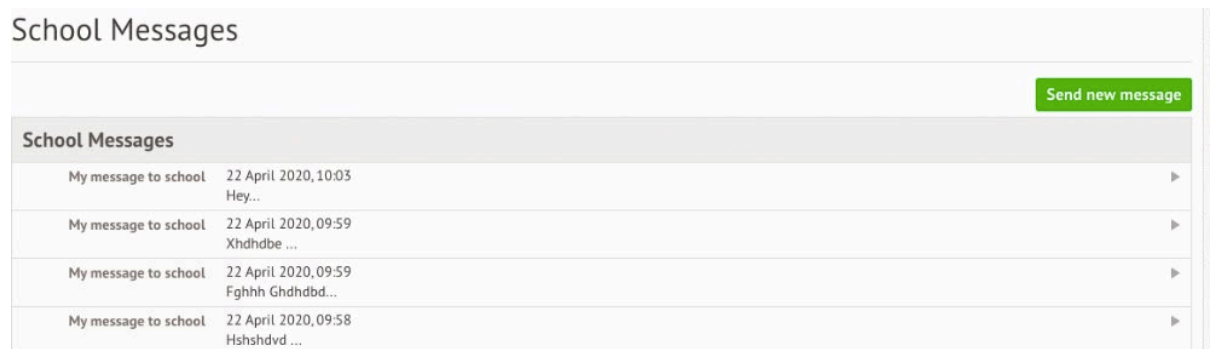 School Messages
Send new message
School Messages
My message to school 22 April 2020, 10:03
Hey...
My message to school 22 April 2020, 09:59
Xhdhdbe ...
My message to school 22 April 2020, 09:59
Fghhh Ghdhdbd...
My message to school 22 April 2020, 09:58
Hshshdvd ...